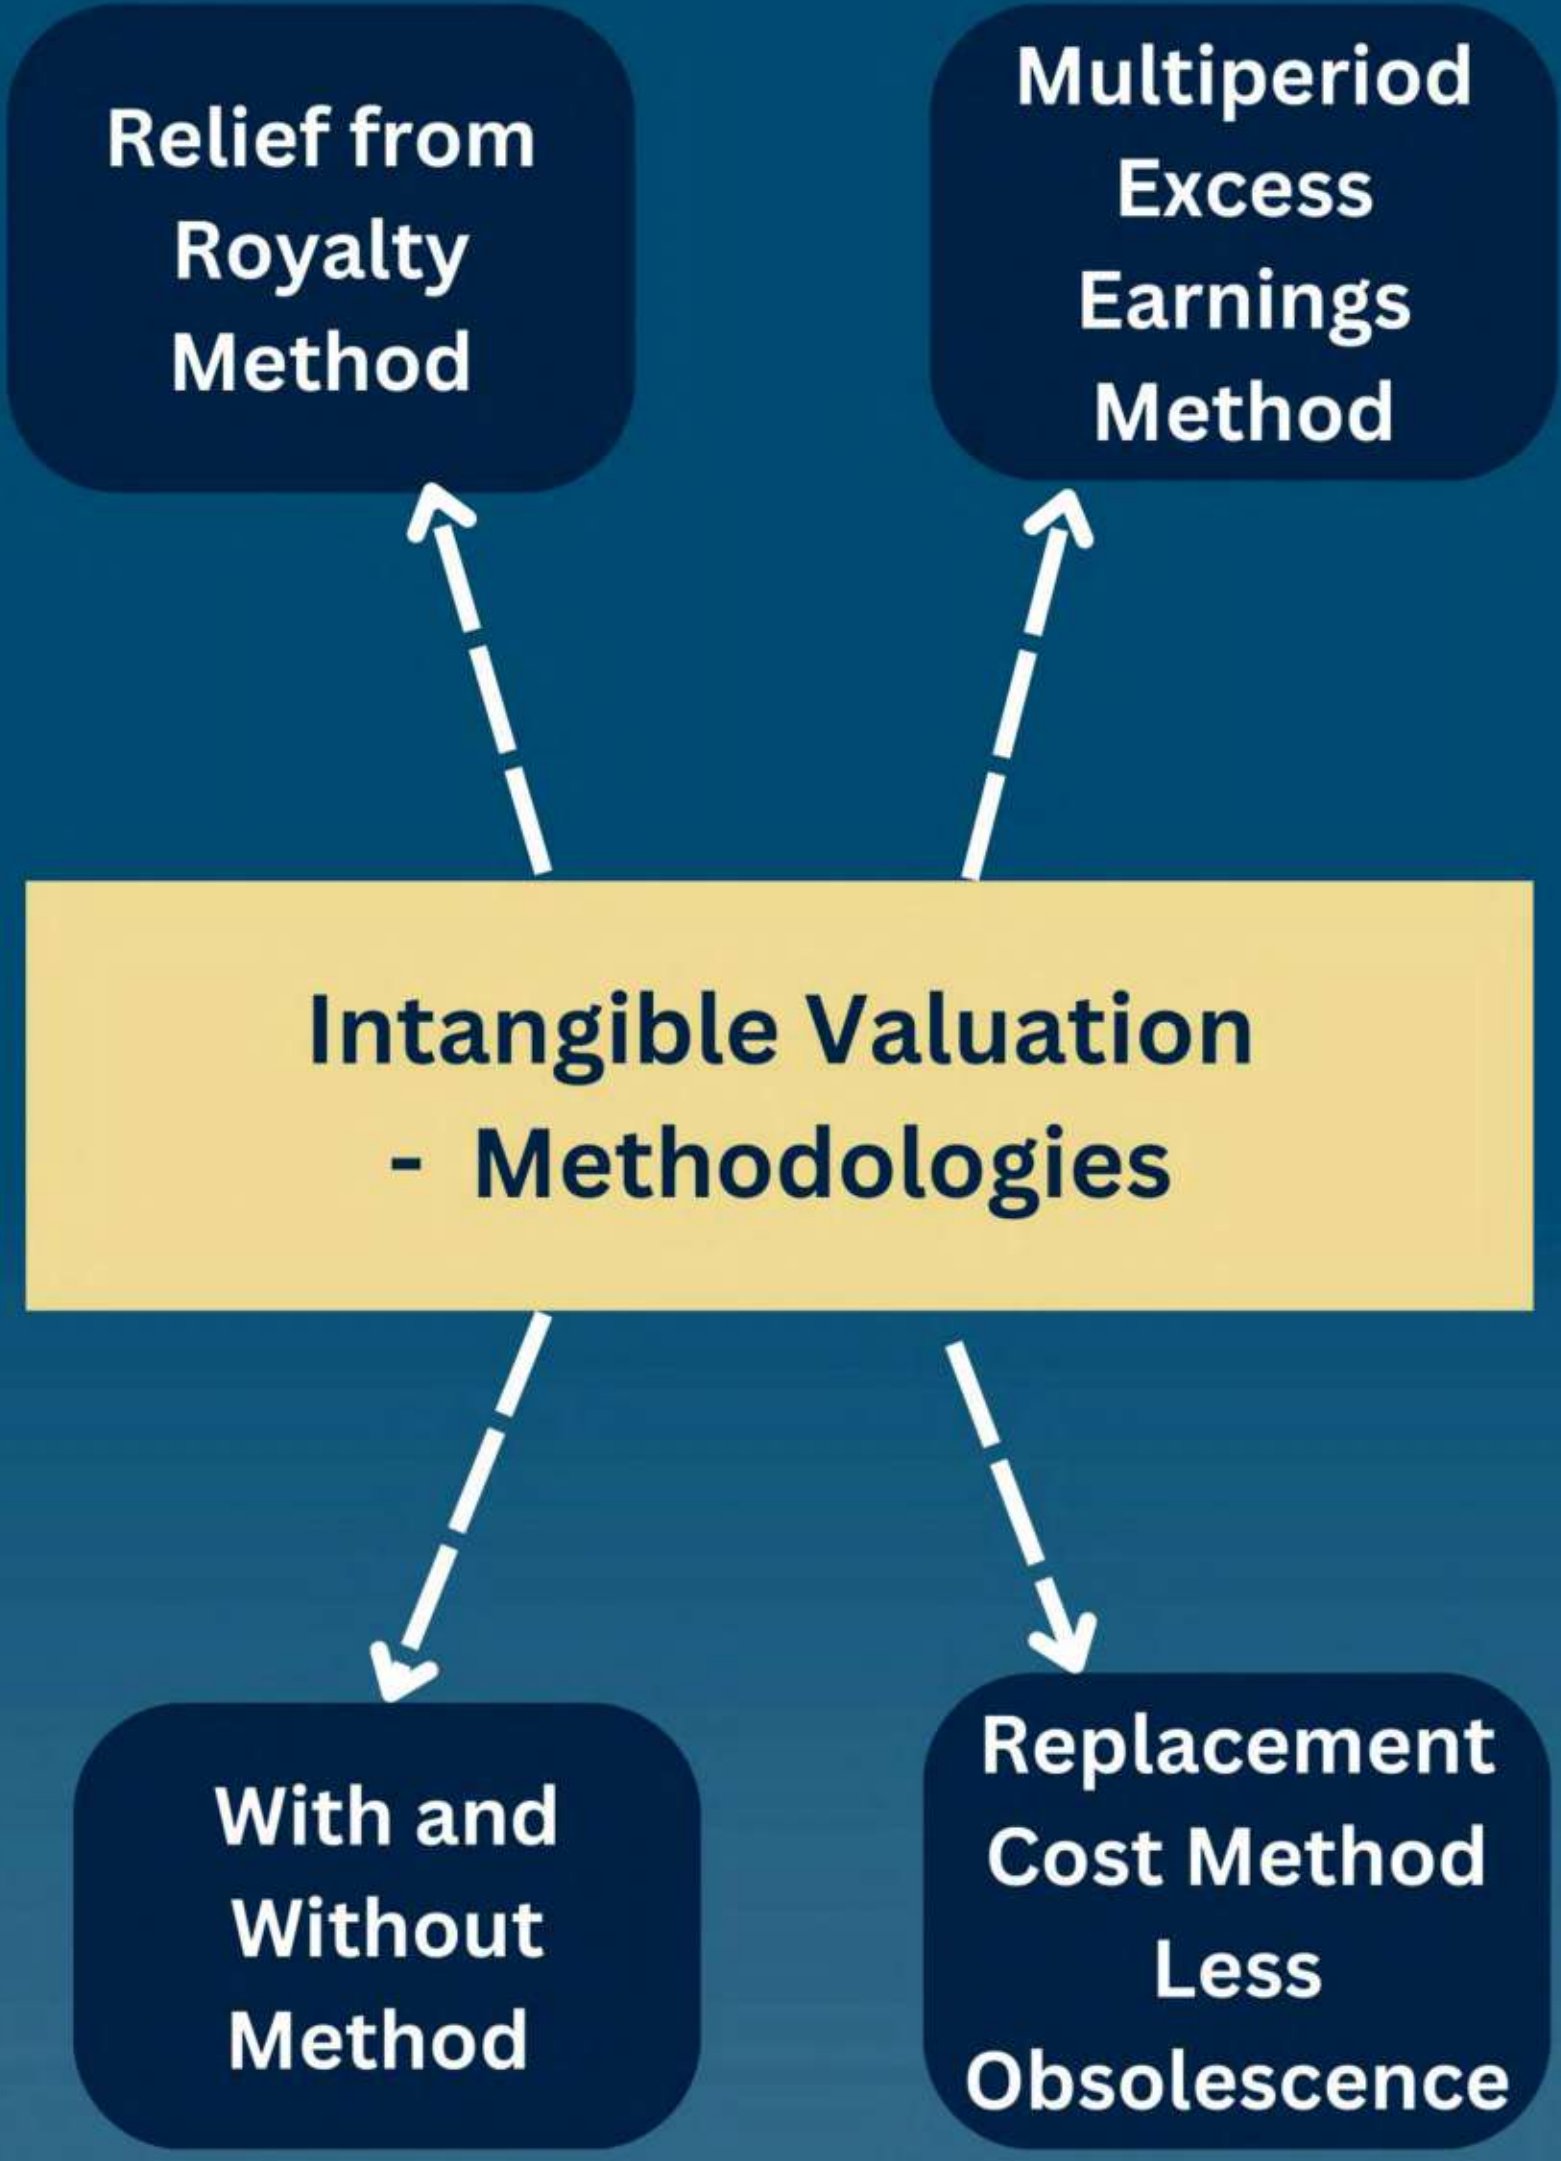 Relief from
Royalty
Method
Multiperiod
Excess
Earnings
Method
Intangible Valuation
- Methodologies
With and
Without
Method
Replacement
Cost Method
Less
Obsolescence